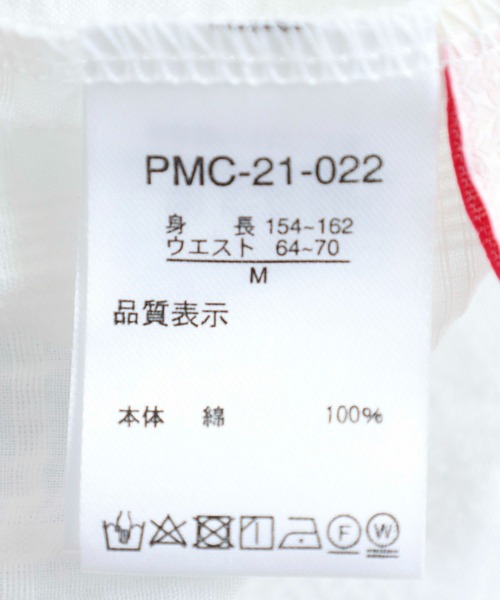 PMC-21-022
身 長 154~162
ウエスト 64~70
M
品質表示
本体 綿 100%
F W